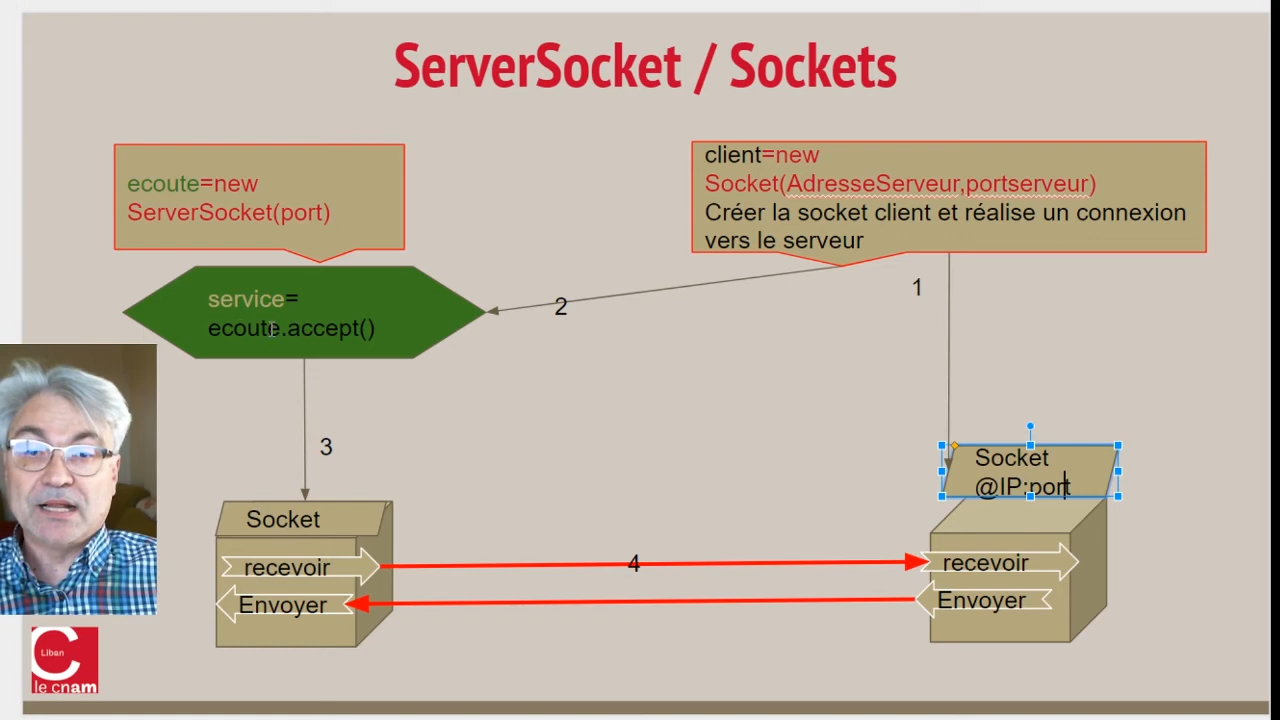 ServerSocket / Sockets
ecoute=new
ServerSocket(port)
client=new
Socket(AdresseServeur,portserveur)
Créer la socket client et réalise un connexion
vers le serveur
service=
ecoute.accept()
1
2
3
Socket
@IP:port
Socket
recevoir
Envoyer
4
recevoir
Envoyer
Liban
le cnam